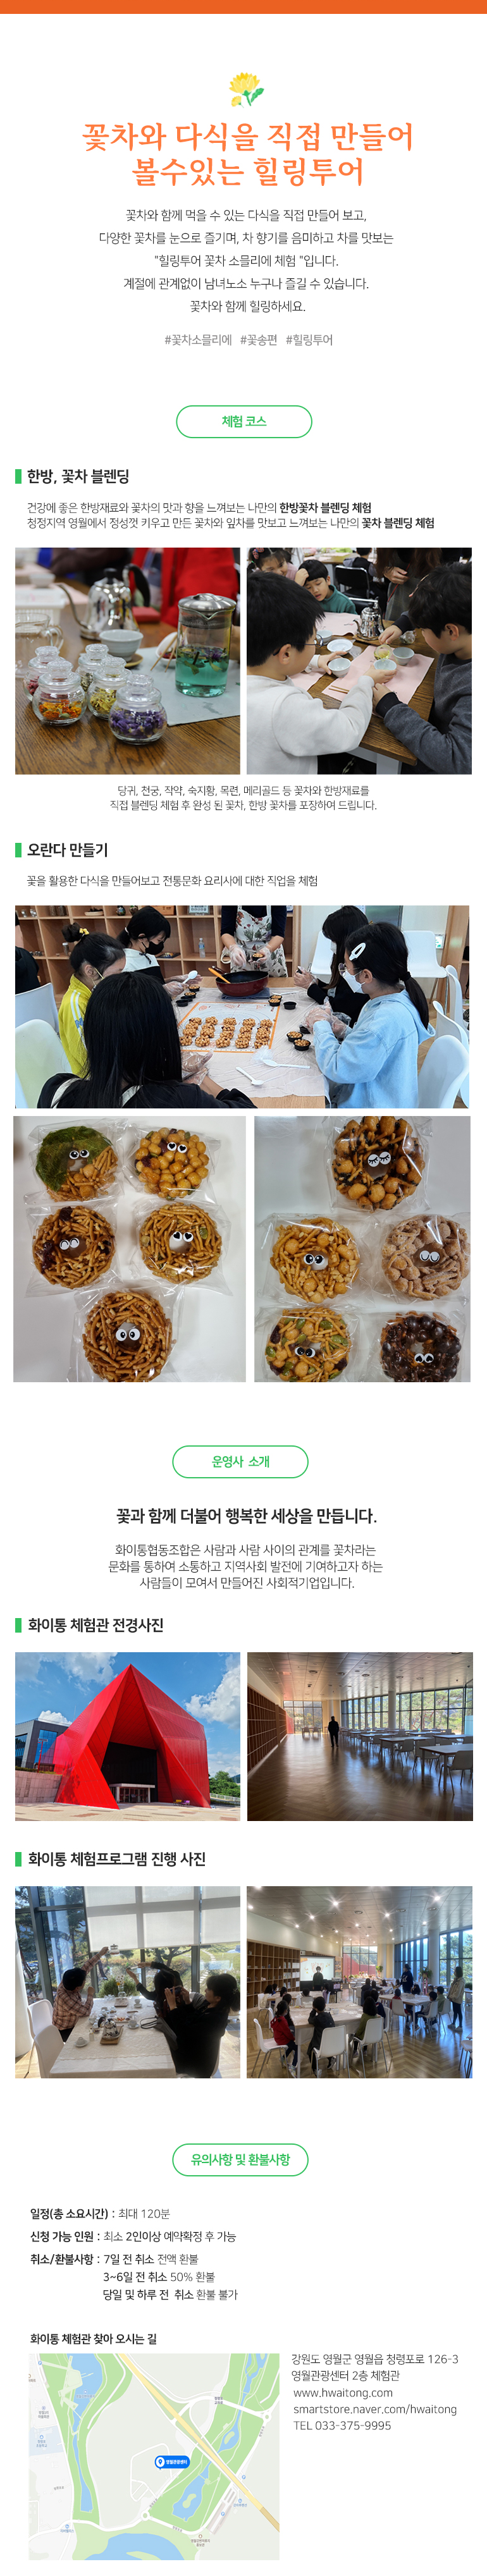 꽃차와 다식을 직접 만들어
볼수있는 힐링투어
꽃차와 함께 먹을 수 있는 다식을 직접 만들어 보고,
다양한 꽃차를 눈으로 즐기며, 차 향기를 음미하고 차를 맛보는
"힐링투어 꽃차 소믈리에 체험 "입니다.
계절에 관계없이 남녀노소 누구나 즐길 수 있습니다.
꽃차와 함께 힐링하세요.
#꽃차소믈리에 #꽃송편 #힐링투어
체험 코스
한방, 꽃차 블렌딩
건강에 좋은 한방재료와 꽃차의 맛과 향을 느껴보는 나만의 한방꽃차 블렌딩 체험
청정지역 영월에서 정성껏 키우고 만든 꽃차와 잎차를 맛보고 느껴보는 나만의 꽃차 블렌딩 체험
당귀, 천궁, 작약, 숙지황, 목련, 메리골드 등 꽃차와 한방재료를
직접 블렌딩 체험 후 완성 된 꽃차, 한방 꽃차를 포장하여 드립니다.
오란다 만들기
꽃을 활용한 다식을 만들어보고 전통문화 요리사에 대한 직업을 체험
운영사 소개
꽃과 함께 더불어 행복한 세상을 만듭니다.
화이통협동조합은 사람과 사람 사이의 관계를 꽃차라는
문화를 통하여 소통하고 지역사회 발전에 기여하고자 하는
사람들이 모여서 만들어진 사회적기업입니다.
화이통 체험관 전경사진
화이통 체험프로그램 진행 사진
유의사항 및 환불사항
일정(총 소요시간) : 최대 120분
신청 가능 인원 : 최소 2인이상 예약확정 후 가능
취소/환불사항 : 7일 전 취소 전액 환불
3~6일 전 취소 50% 환불
당일 및 하루 전 취소 환불 불가
화이통 체험관 찾아 오시는 길
강원도 영월군 영월읍 청령포로 126-3
영월관광센터 2층 체험관
www.hwaitong.com
smartstore.naver.com/hwaitong
TEL 033-375-9995
영월관광센터